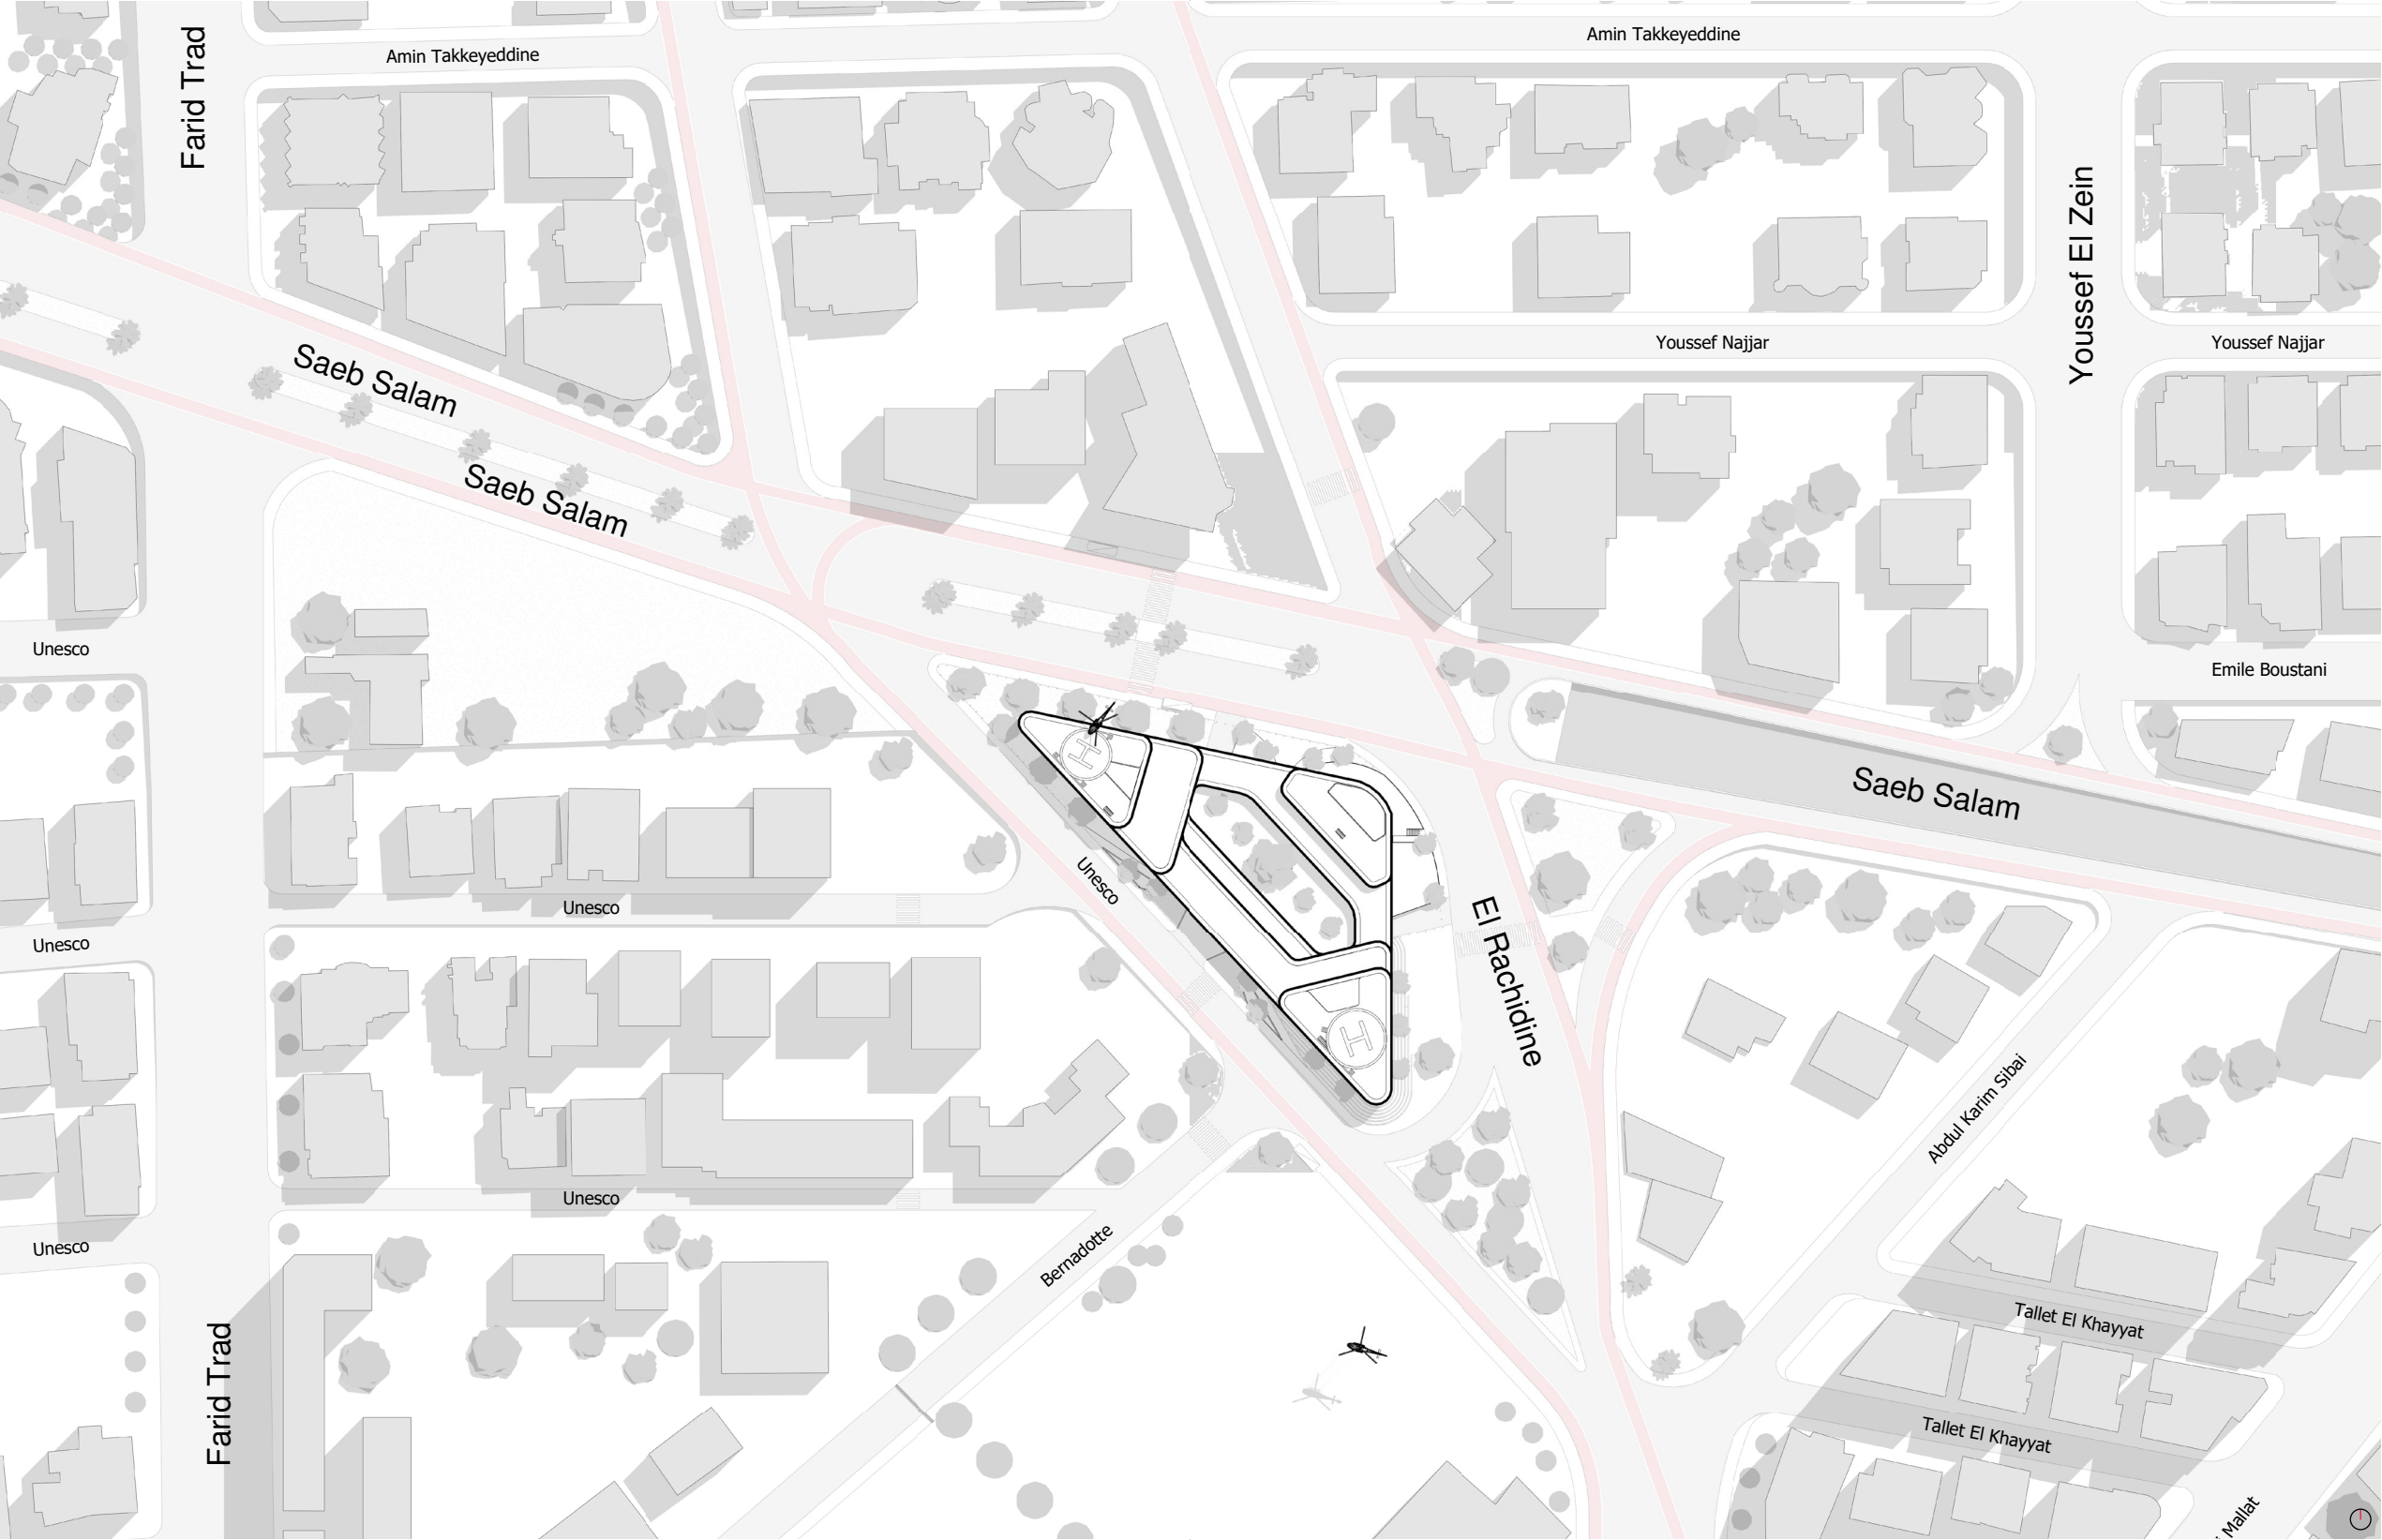 Amin Takkeyeddine
Farid Trad
Amin Takkeyeddine
Youssef El Zein
Youssef Najjar
Youssef Najjar
Saeb Salam
Saeb Salam
Unesco
Emile Boustani
H
Saeb Salam
Unesco
Unesco
El Rachidine
Unesco
H
Abdul Karim Sibai
Unesco
Bernadotte
Unesco
Tallet El Khayyat
Farid Trad
Tallet El Khayyat
Mallat